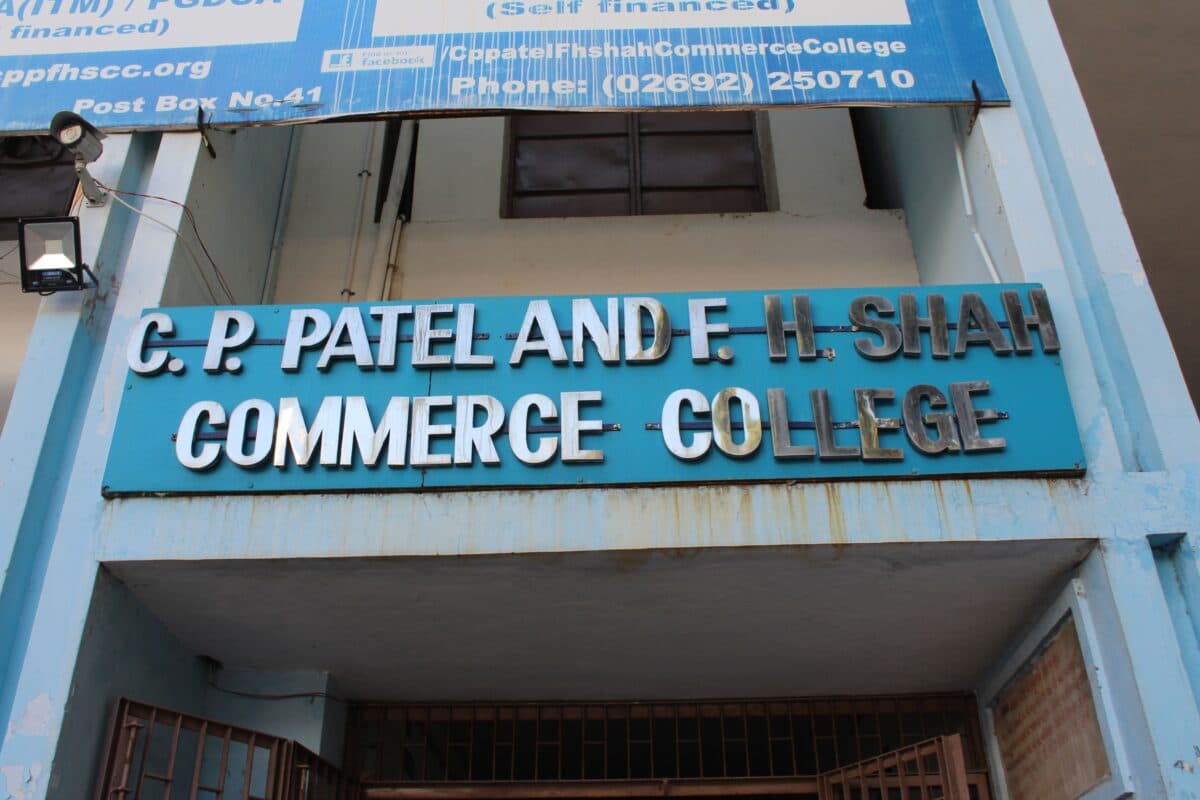 A(ITM) / PGDCA
financed)
(Self financed)
cppfhscc.org
Find us on
facebook
/CppatelFhshahCommerceCollege
Post Box No.41
Phone: (02692) 250710
C. P. PATEL AND F. H. SHAH
COMMERCE COLLEGE